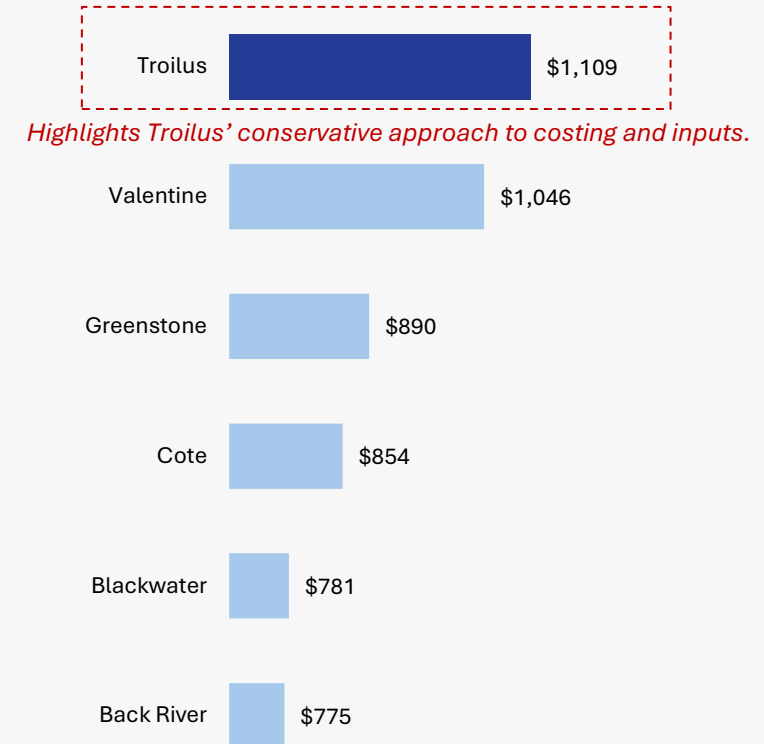 Troilus $1,109
Highlights Troilus’ conservative approach to costing and inputs.
Valentine $1,046
Greenstone $890
Cote $854
Blackwater $781
Back River $775